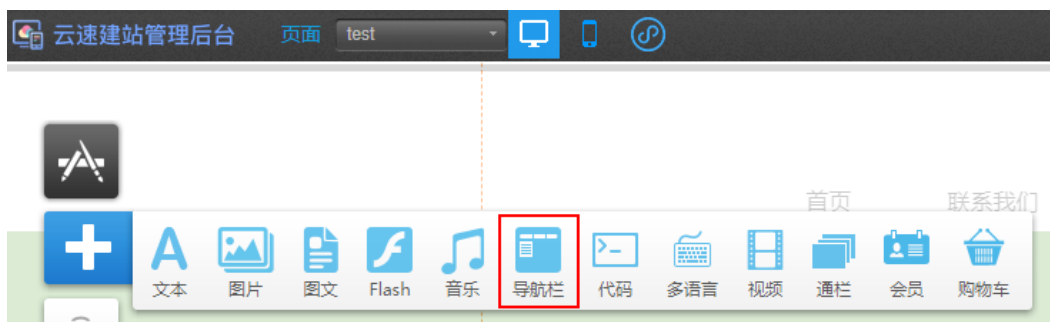 云速建站管理后台 页面 test
首页 联系我们
文本 图片 图文 Flash 音乐 导航栏 代码 多语言 视频 通栏 会员 购物车